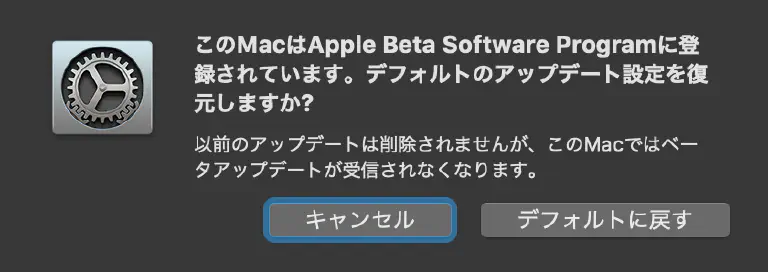 このMacはApple Beta Software Programに登
録されています。デフォルトのアップデート設定を復
元しますか?
以前のアップデートは削除されませんが、このMacではベー
タアップデートが受信されなくなります。
キャンセル
デフォルトに戻す